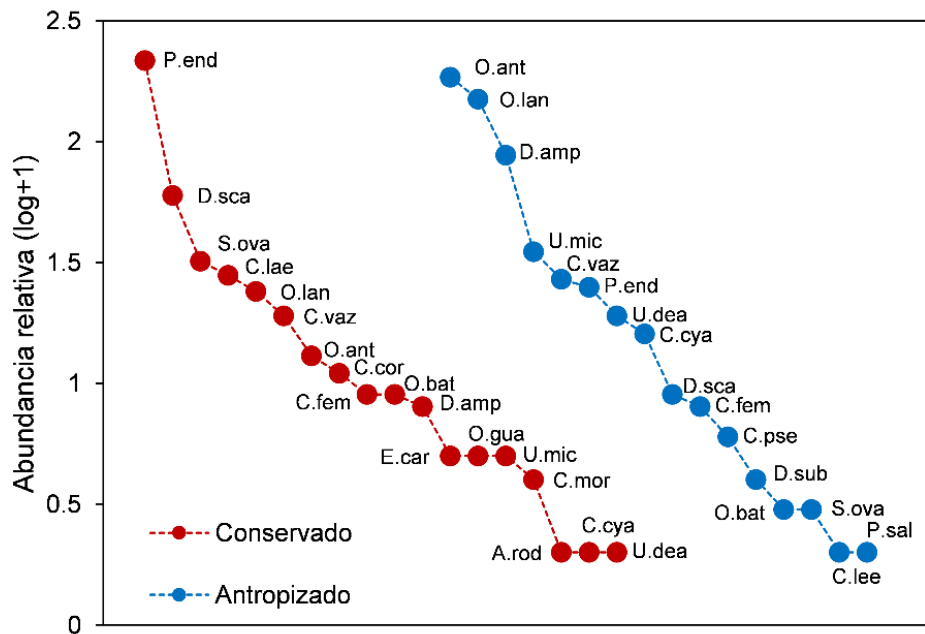 Abundancia relativa (log+1)
2.5
2
1.5
1
0.5
0
P.end
D.sca
S.ova
C.lae
O.lan
C.vaz
O.ant
C.cor
C.fem
O.bat
D.amp
E.car
O.gua
U.mic
C.mor
A.rod
C.cya
U.dea
O.ant
O.lan
D.amp
U.mic
C.vaz
P.end
U.dea
C.cya
D.sca
C.fem
C.pse
D.sub
O.bat
S.ova
C.lee
P.sal
Conservado
Antropizado